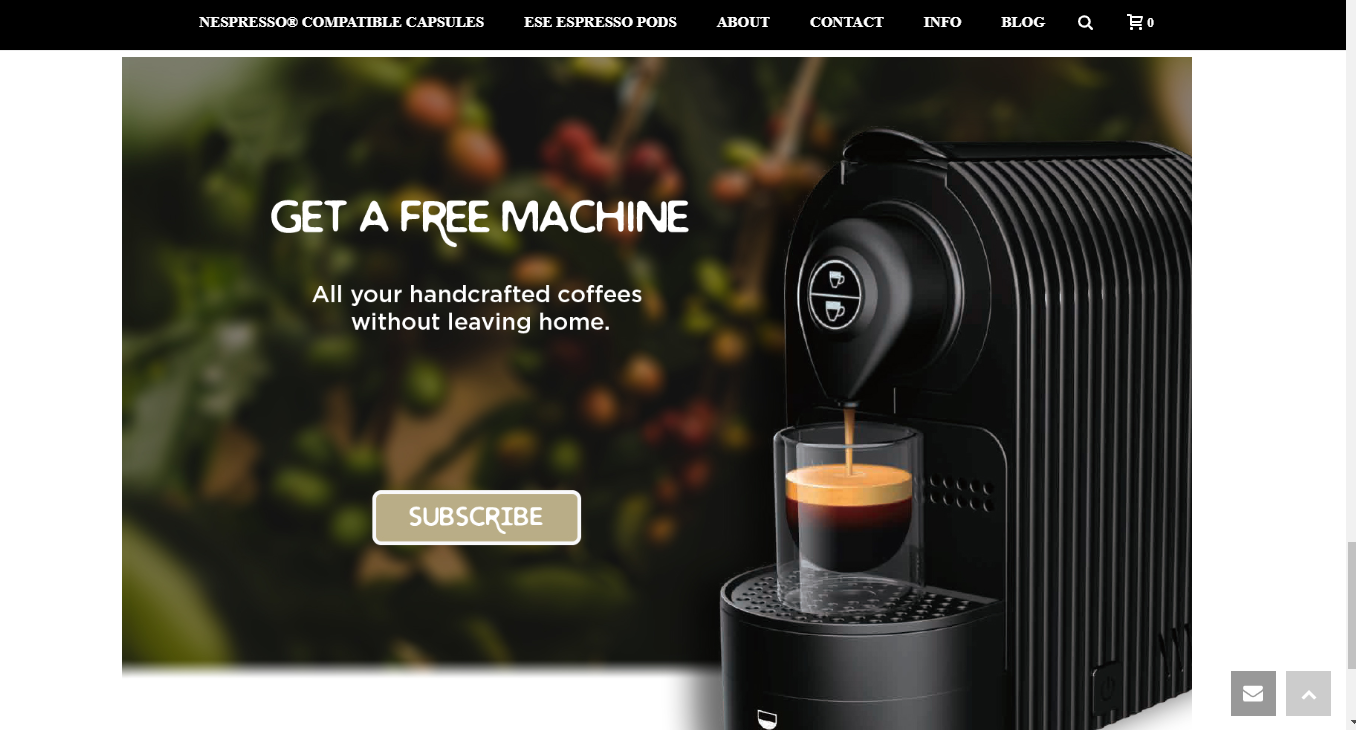 NESPRESSO® COMPATIBLE CAPSULES ESE ESPRESSO PODS ABOUT CONTACT INFO BLOG 0
GET A FREE MACHINE
All your handcrafted coffees
without leaving home.
SUBSCRIBE